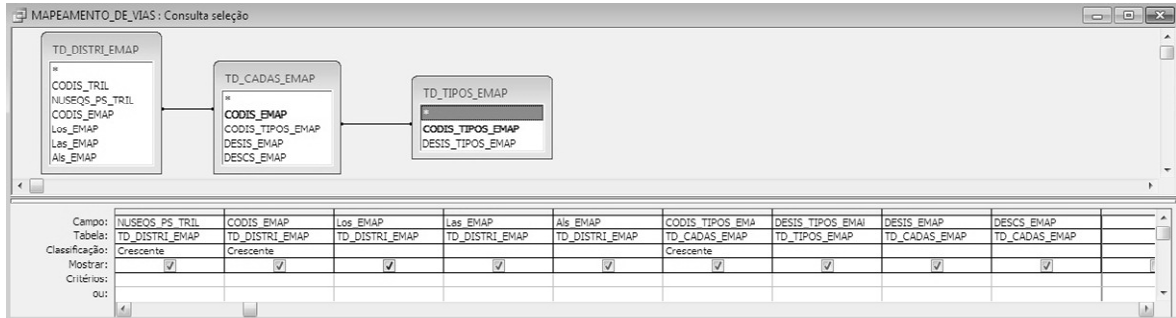 MAPEAMENTO_DE_VIAS : Consulta seleção
TD_DISTRI_EMAP
*
CODIS_TRIL
NUSEQS_PS_TRIL
CODIS_EMAP
Los_EMAP
Las_EMAP
Als_EMAP
TD_CADAS_EMAP
*
CODIS_EMAP
CODIS_TIPOS_EMAP
DESIS_EMAP
DESCS_EMAP
TD_TIPOS_EMAP
*
CODIS_TIPOS_EMAP
DESIS_TIPOS_EMAP
Campo: NUSEQS_PS_TRIL CODIS_EMAP Los_EMAP Las_EMAP Als_EMAP CODIS_TIPOS_EMA DESIS_TIPOS_EMAI DESIS_EMAP DESCS_EMAP
Tabela: TD_DISTRI_EMAP TD_DISTRI_EMAP TD_DISTRI_EMAP TD_DISTRI_EMAP TD_DISTRI_EMAP TD_CADAS_EMAP TD_TIPOS_EMAP TD_CADAS_EMAP TD_CADAS_EMAP
Classificação: Crescente Crescente Crescente
Mostrar:
Critérios:
ou: